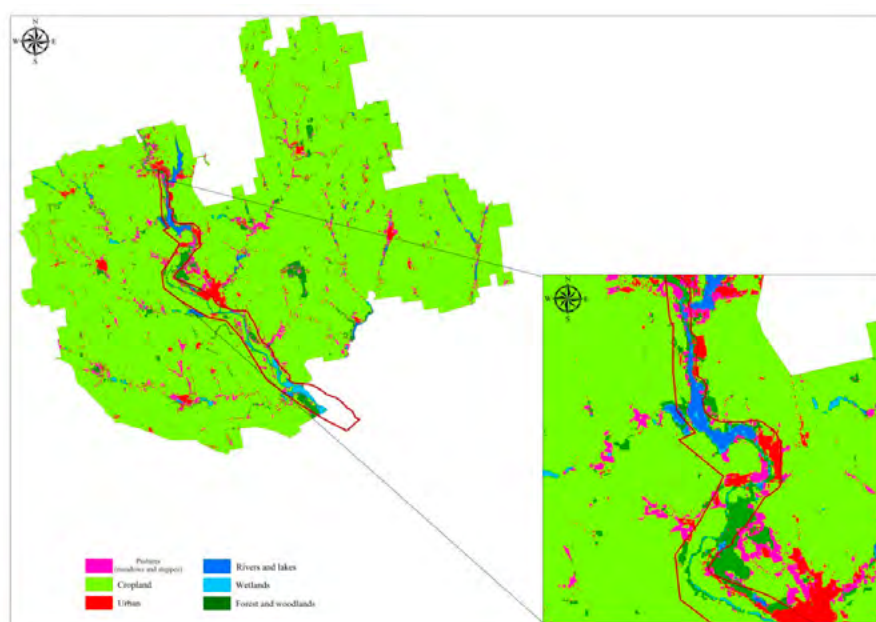 N
W E
S
N
W E
S
Pastures
(meadows and steppes)
Cropland
Urban
Rivers and lakes
Wetlands
Forest and woodlands